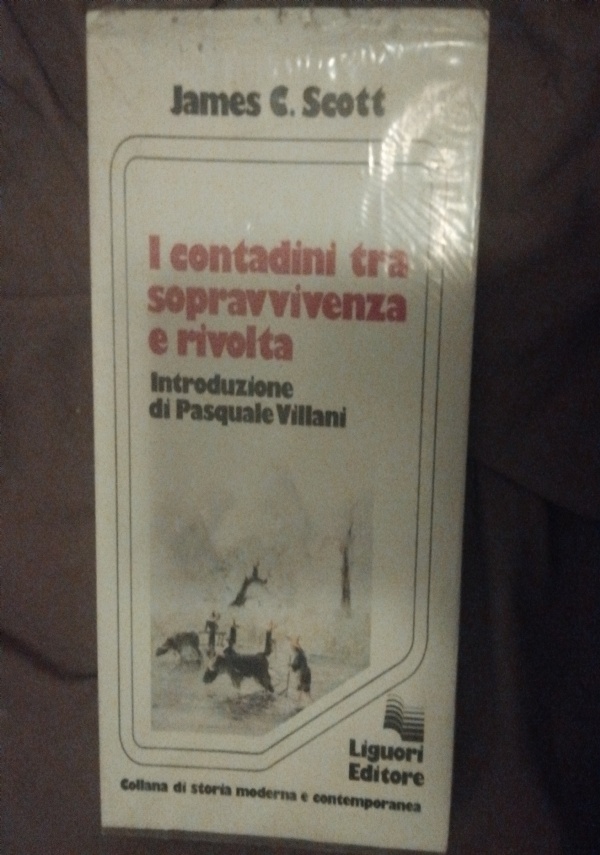 James C. Scott
I contadini tra
sopravvivenza
e rivolta
Introduzione
di Pasquale Villani
Liguori
Editore
Collana di storia moderna e contemporanea